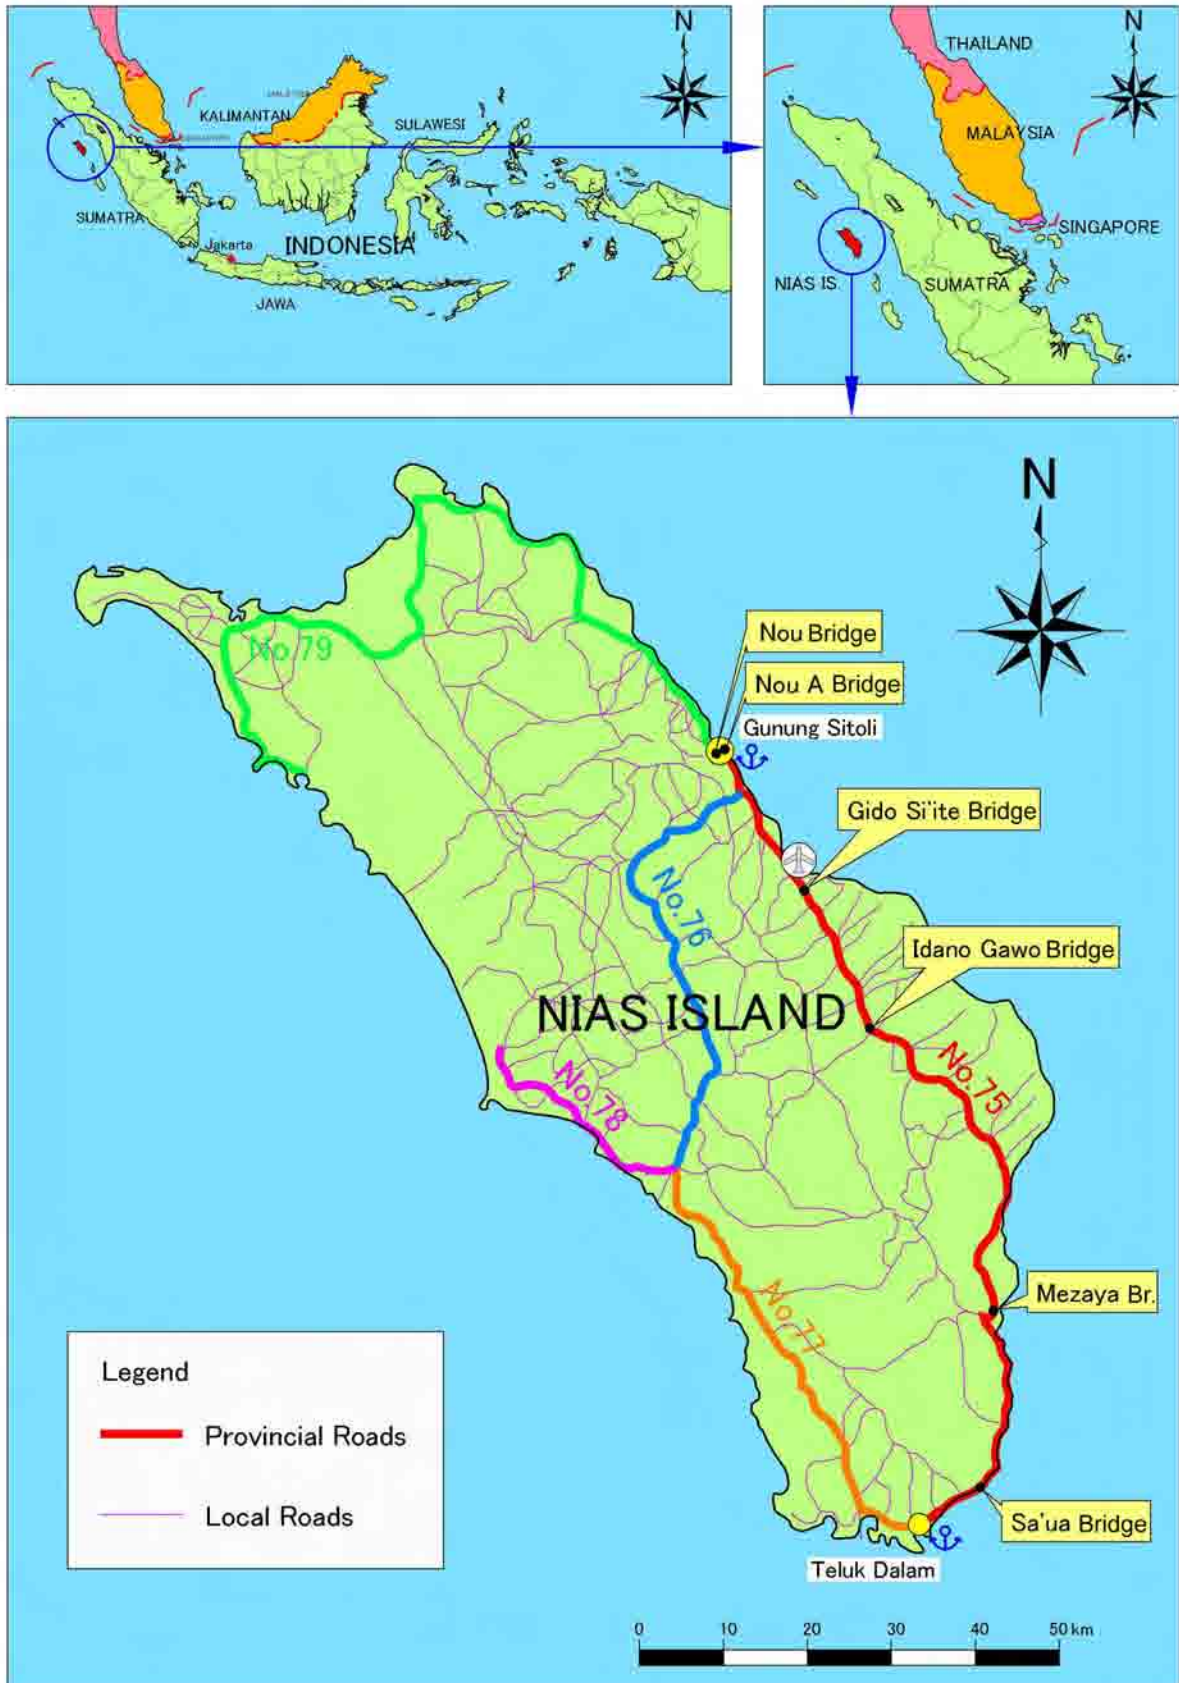 N
KALIMANTAN
SULAWESI
SUMATRA
Jakarta
INDONESIA
JAWA
N
THAILAND
MALAYSIA
SINGAPORE
NIAS IS.
SUMATRA
N
No.79
Nou Bridge
Nou A Bridge
Gunung Sitoli
Gido Si'ite Bridge
No.76
Idano Gawo Bridge
NIAS ISLAND
No.75
No.78
Mezaya Br.
No.77
Legend
Provincial Roads
Local Roads
Sa'ua Bridge
Teluk Dalam
0 10 20 30 40 50 km